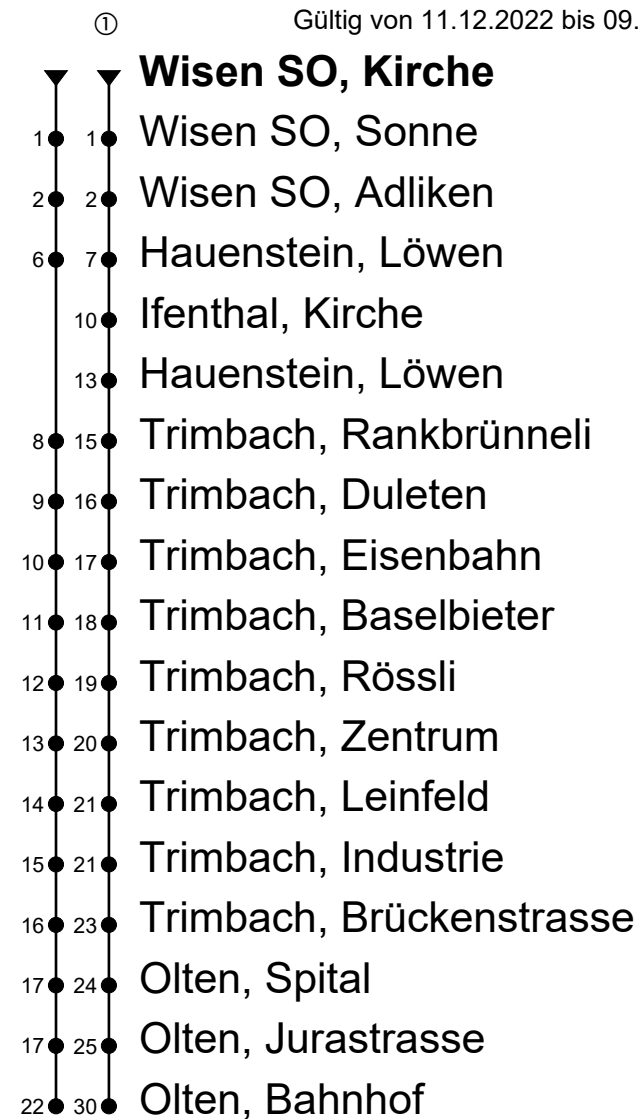 ① Gültig von 11.12.2022 bis 09.
Wisen SO, Kirche
1 1 Wisen SO, Sonne
2 2 Wisen SO, Adliken
6 7 Hauenstein, Löwen
10 Ifenthal, Kirche
13 Hauenstein, Löwen
8 15 Trimbach, Rankbrünneli
9 16 Trimbach, Duleten
10 17 Trimbach, Eisenbahn
11 18 Trimbach, Baselbieter
12 19 Trimbach, Rössli
13 20 Trimbach, Zentrum
14 21 Trimbach, Leinfeld
15 21 Trimbach, Industrie
16 23 Trimbach, Brückenstrasse
17 24 Olten, Spital
17 25 Olten, Jurastrasse
22 30 Olten, Bahnhof